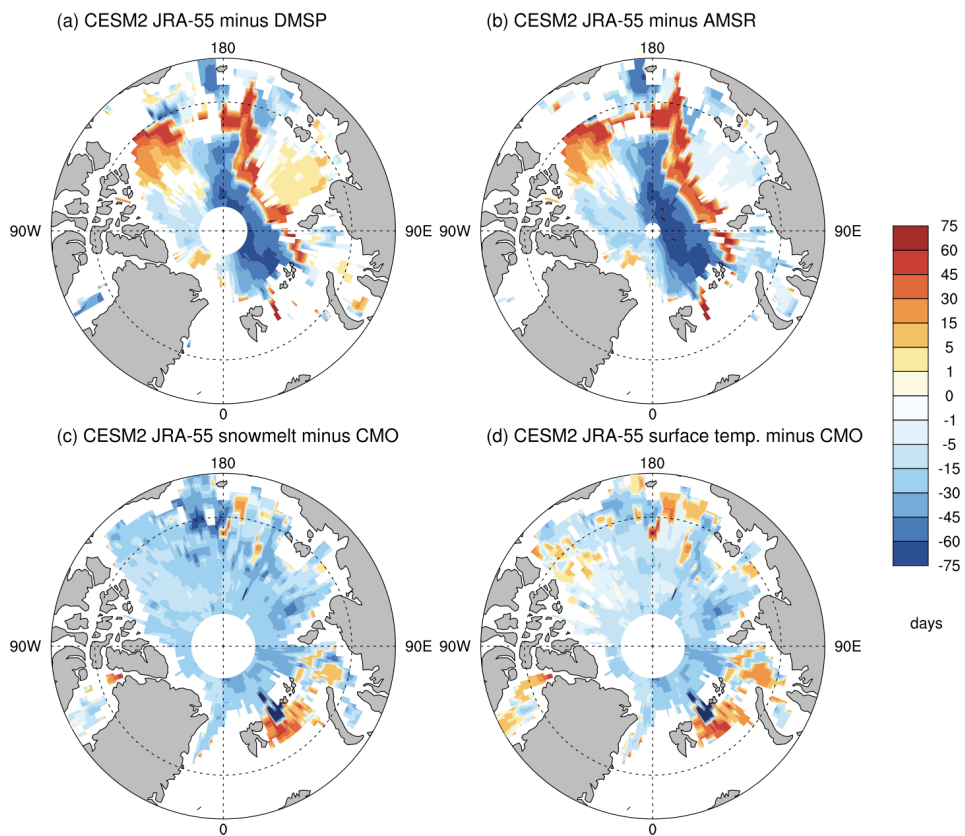 (a) CESM2 JRA-55 minus DMSP
(b) CESM2 JRA-55 minus AMSR
180
180
90W
90E
90W
90E
0
0
(c) CESM2 JRA-55 snowmelt minus CMO
(d) CESM2 JRA-55 surface temp. minus CMO
180
180
90W
90E
90W
90E
0
0
75
60
45
30
15
5
1
0
-1
-5
-15
-30
-45
-60
-75
days